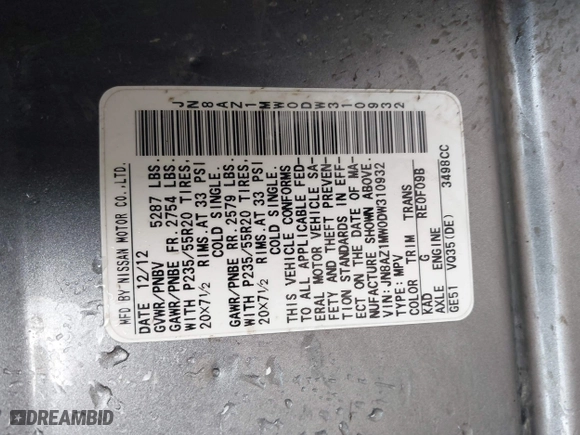 JN8AZ1MW0DW310932
MFD BY NISSAN MOTOR CO.,LTD.
DATE 12/12
GVWR/PNBV 5287 LBS.
GAWR/PNBE FR. 2754 LBS.
WITH P235/55R20 TIRES.
20X7½ RIMS.AT 33 PSI
COLD SINGLE.
GAWR/PNBE RR. 2579 LBS.
WITH P235/55R20 TIRES.
20X7½ RIMS.AT 33 PSI
COLD SINGLE.
THIS VEHICLE CONFORMS
TO ALL APPLICABLE FED-
ERAL MOTOR VEHICLE SA-
FETY AND THEFT PREVEN-
TION STANDARDS IN EFF-
ECT ON THE DATE OF MA-
NUFACTURE SHOWN ABOVE.
VIN:JN8AZ1MW0DW310932
TYPE:MPV
COLOR TRIM TRANS
KAD G RE0F09B
AXLE ENGINE
GE51 VQ35(DE) 3498CC
DREAMBID